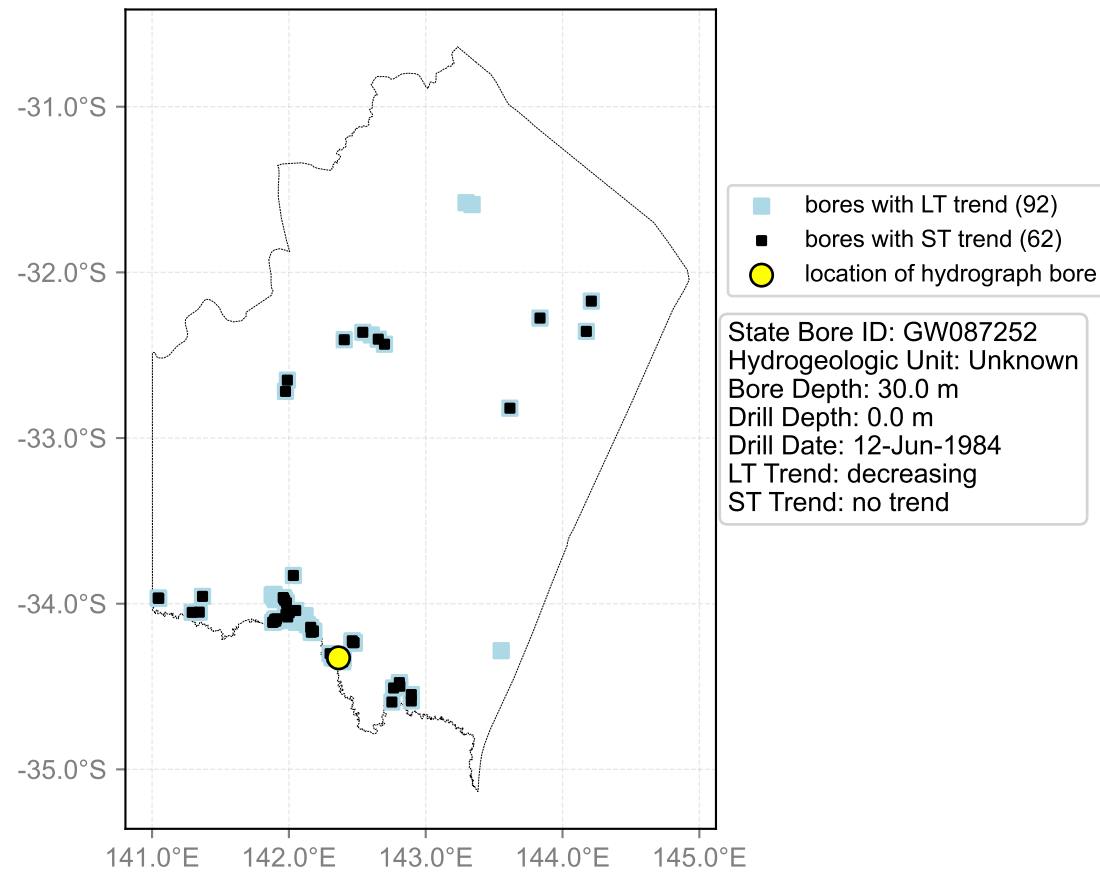 -31.0°S
-32.0°S
-33.0°S
-34.0°S
-35.0°S
141.0°E
142.0°E
143.0°E
144.0°E
145.0°E
bores with LT trend (92)
bores with ST trend (62)
location of hydrograph bore
State Bore ID: GW087252
Hydrogeologic Unit: Unknown
Bore Depth: 30.0 m
Drill Depth: 0.0 m
Drill Date: 12-Jun-1984
LT Trend: decreasing
ST Trend: no trend